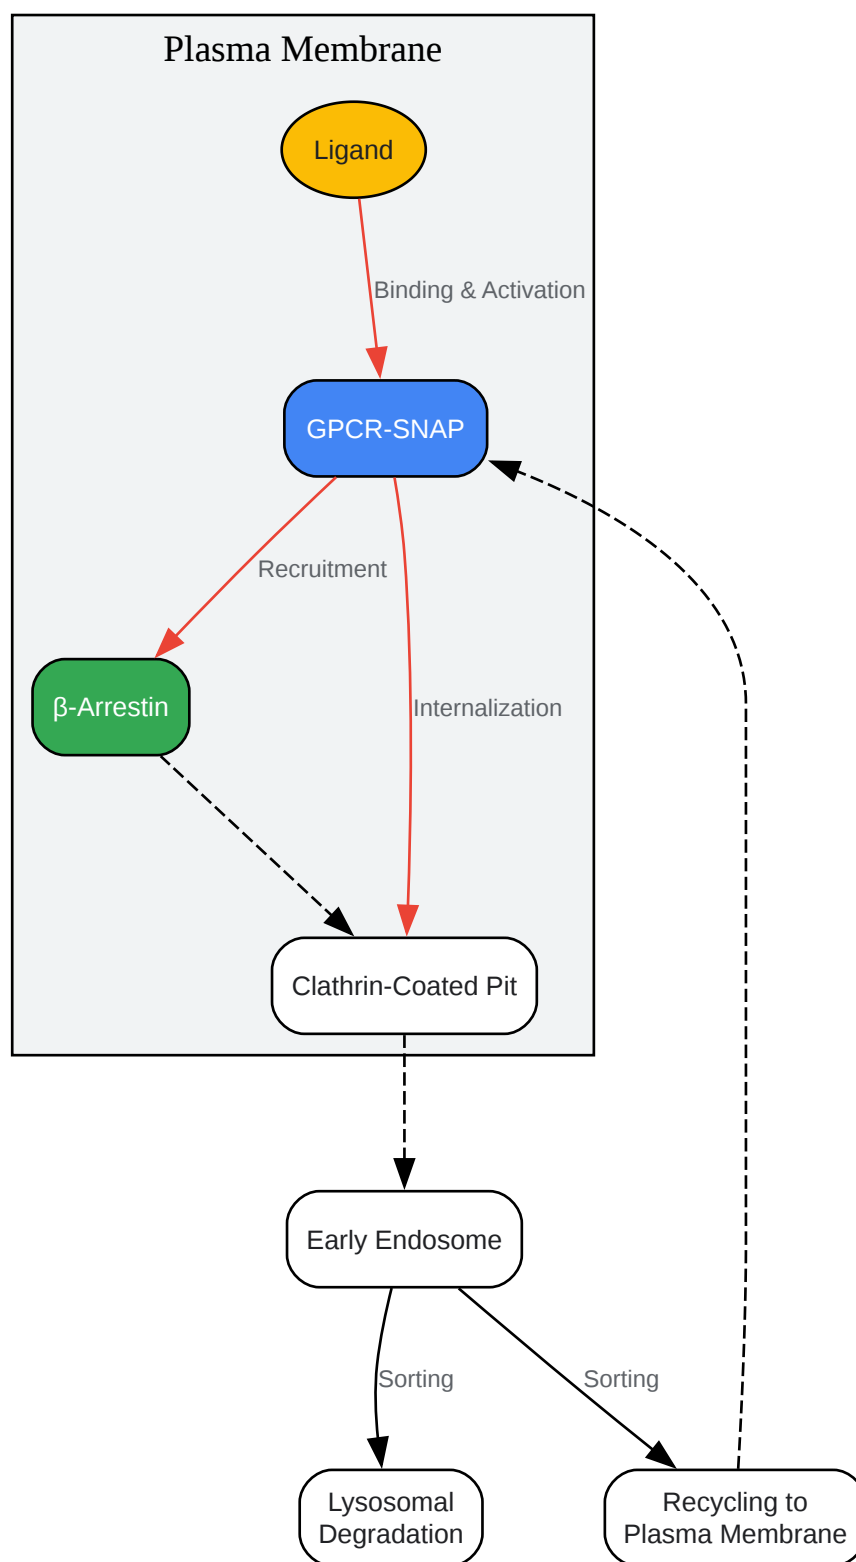 Plasma Membrane
Ligand
Binding & Activation
GPCR-SNAP
Recruitment
β-Arrestin
Internalization
Clathrin-Coated Pit
Early Endosome
Sorting
Sorting
Lysosomal
Degradation
Recycling to
Plasma Membrane